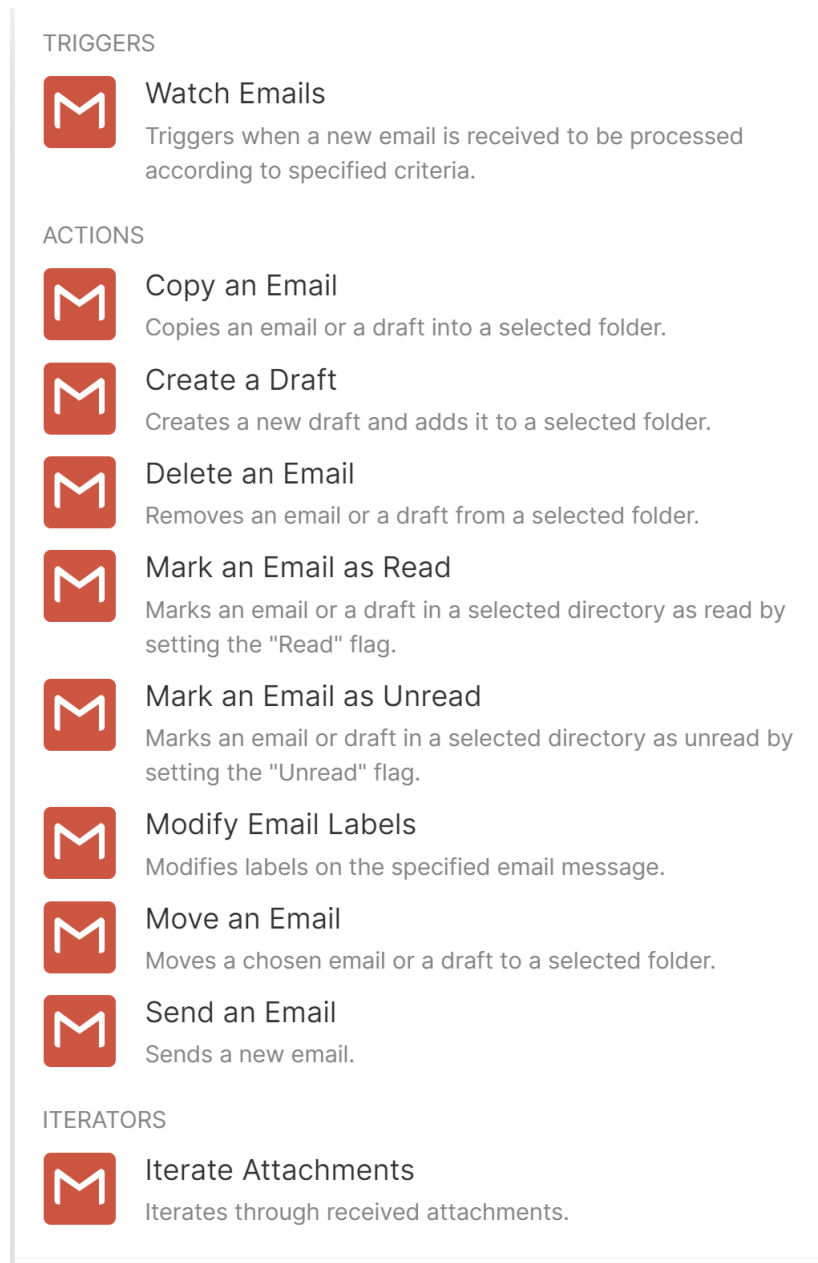 TRIGGERS
Watch Emails
Triggers when a new email is received to be processed
according to specified criteria.
ACTIONS
Copy an Email
Copies an email or a draft into a selected folder.
Create a Draft
Creates a new draft and adds it to a selected folder.
Delete an Email
Removes an email or a draft from a selected folder.
Mark an Email as Read
Marks an email or a draft in a selected directory as read by
setting the "Read" flag.
Mark an Email as Unread
Marks an email or draft in a selected directory as unread by
setting the "Unread" flag.
Modify Email Labels
Modifies labels on the specified email message.
Move an Email
Moves a chosen email or a draft to a selected folder.
Send an Email
Sends a new email.
ITERATORS
Iterate Attachments
Iterates through received attachments.